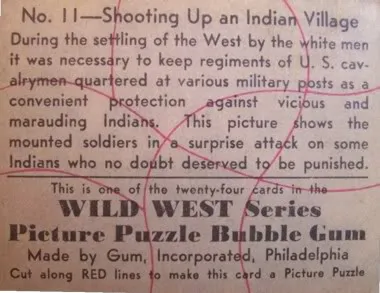 No. 11—Shooting Up an Indian Village
During the settling of the West by the white men
it was necessary to keep regiments of U. S. cav-
alrymen quartered at various military posts as a
convenient protection against vicious and
marauding Indians. This picture shows the
mounted soldiers in a surprise attack on some
Indians who no doubt deserved to be punished.
This is one of the twenty-four cards in the
WILD WEST Series
Picture Puzzle Bubble Gum
Made by Gum, Incorporated, Philadelphia
Cut along RED lines to make this card a Picture Puzzle